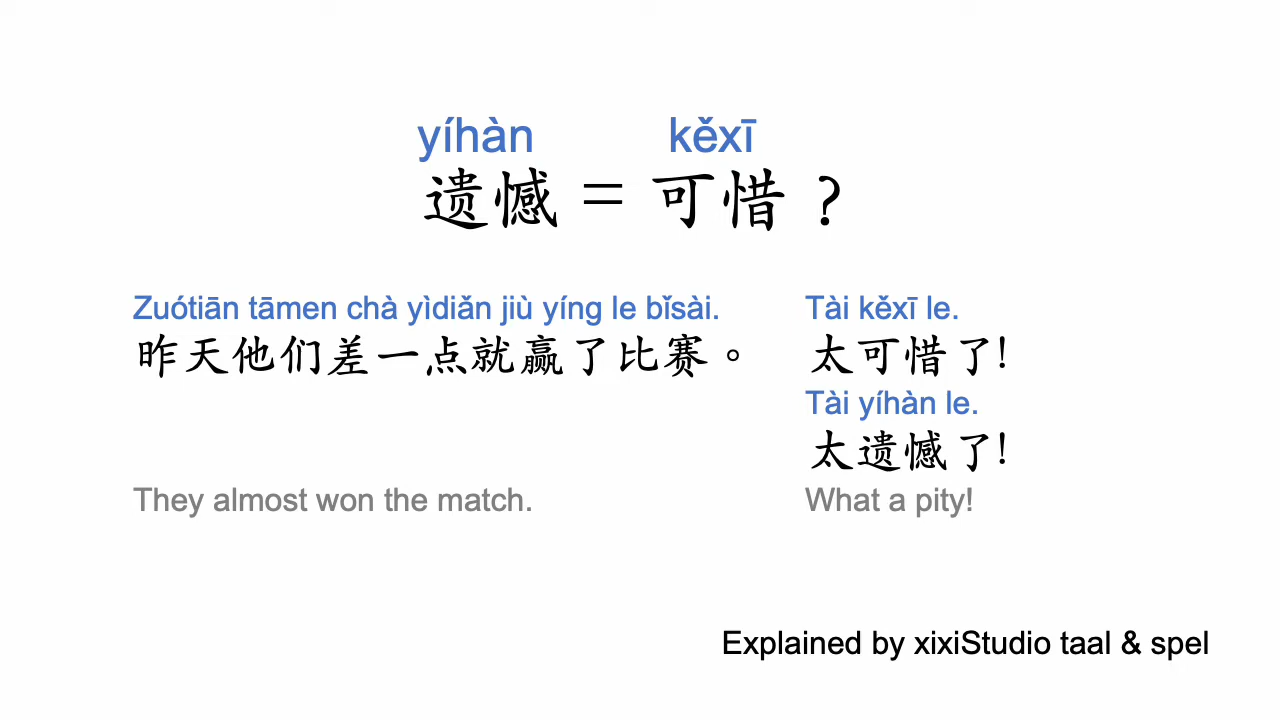 yíhàn kěxī
遗憾 = 可惜 ?
Zuótiān tāmen chà yìdiǎn jiù yíng le bǐsài. Tài kěxī le.
昨天他们差一点就赢了比赛。 太可惜了!
Tài yíhàn le.
太遗憾了!
They almost won the match. What a pity!
Explained by xixiStudio taal & spel